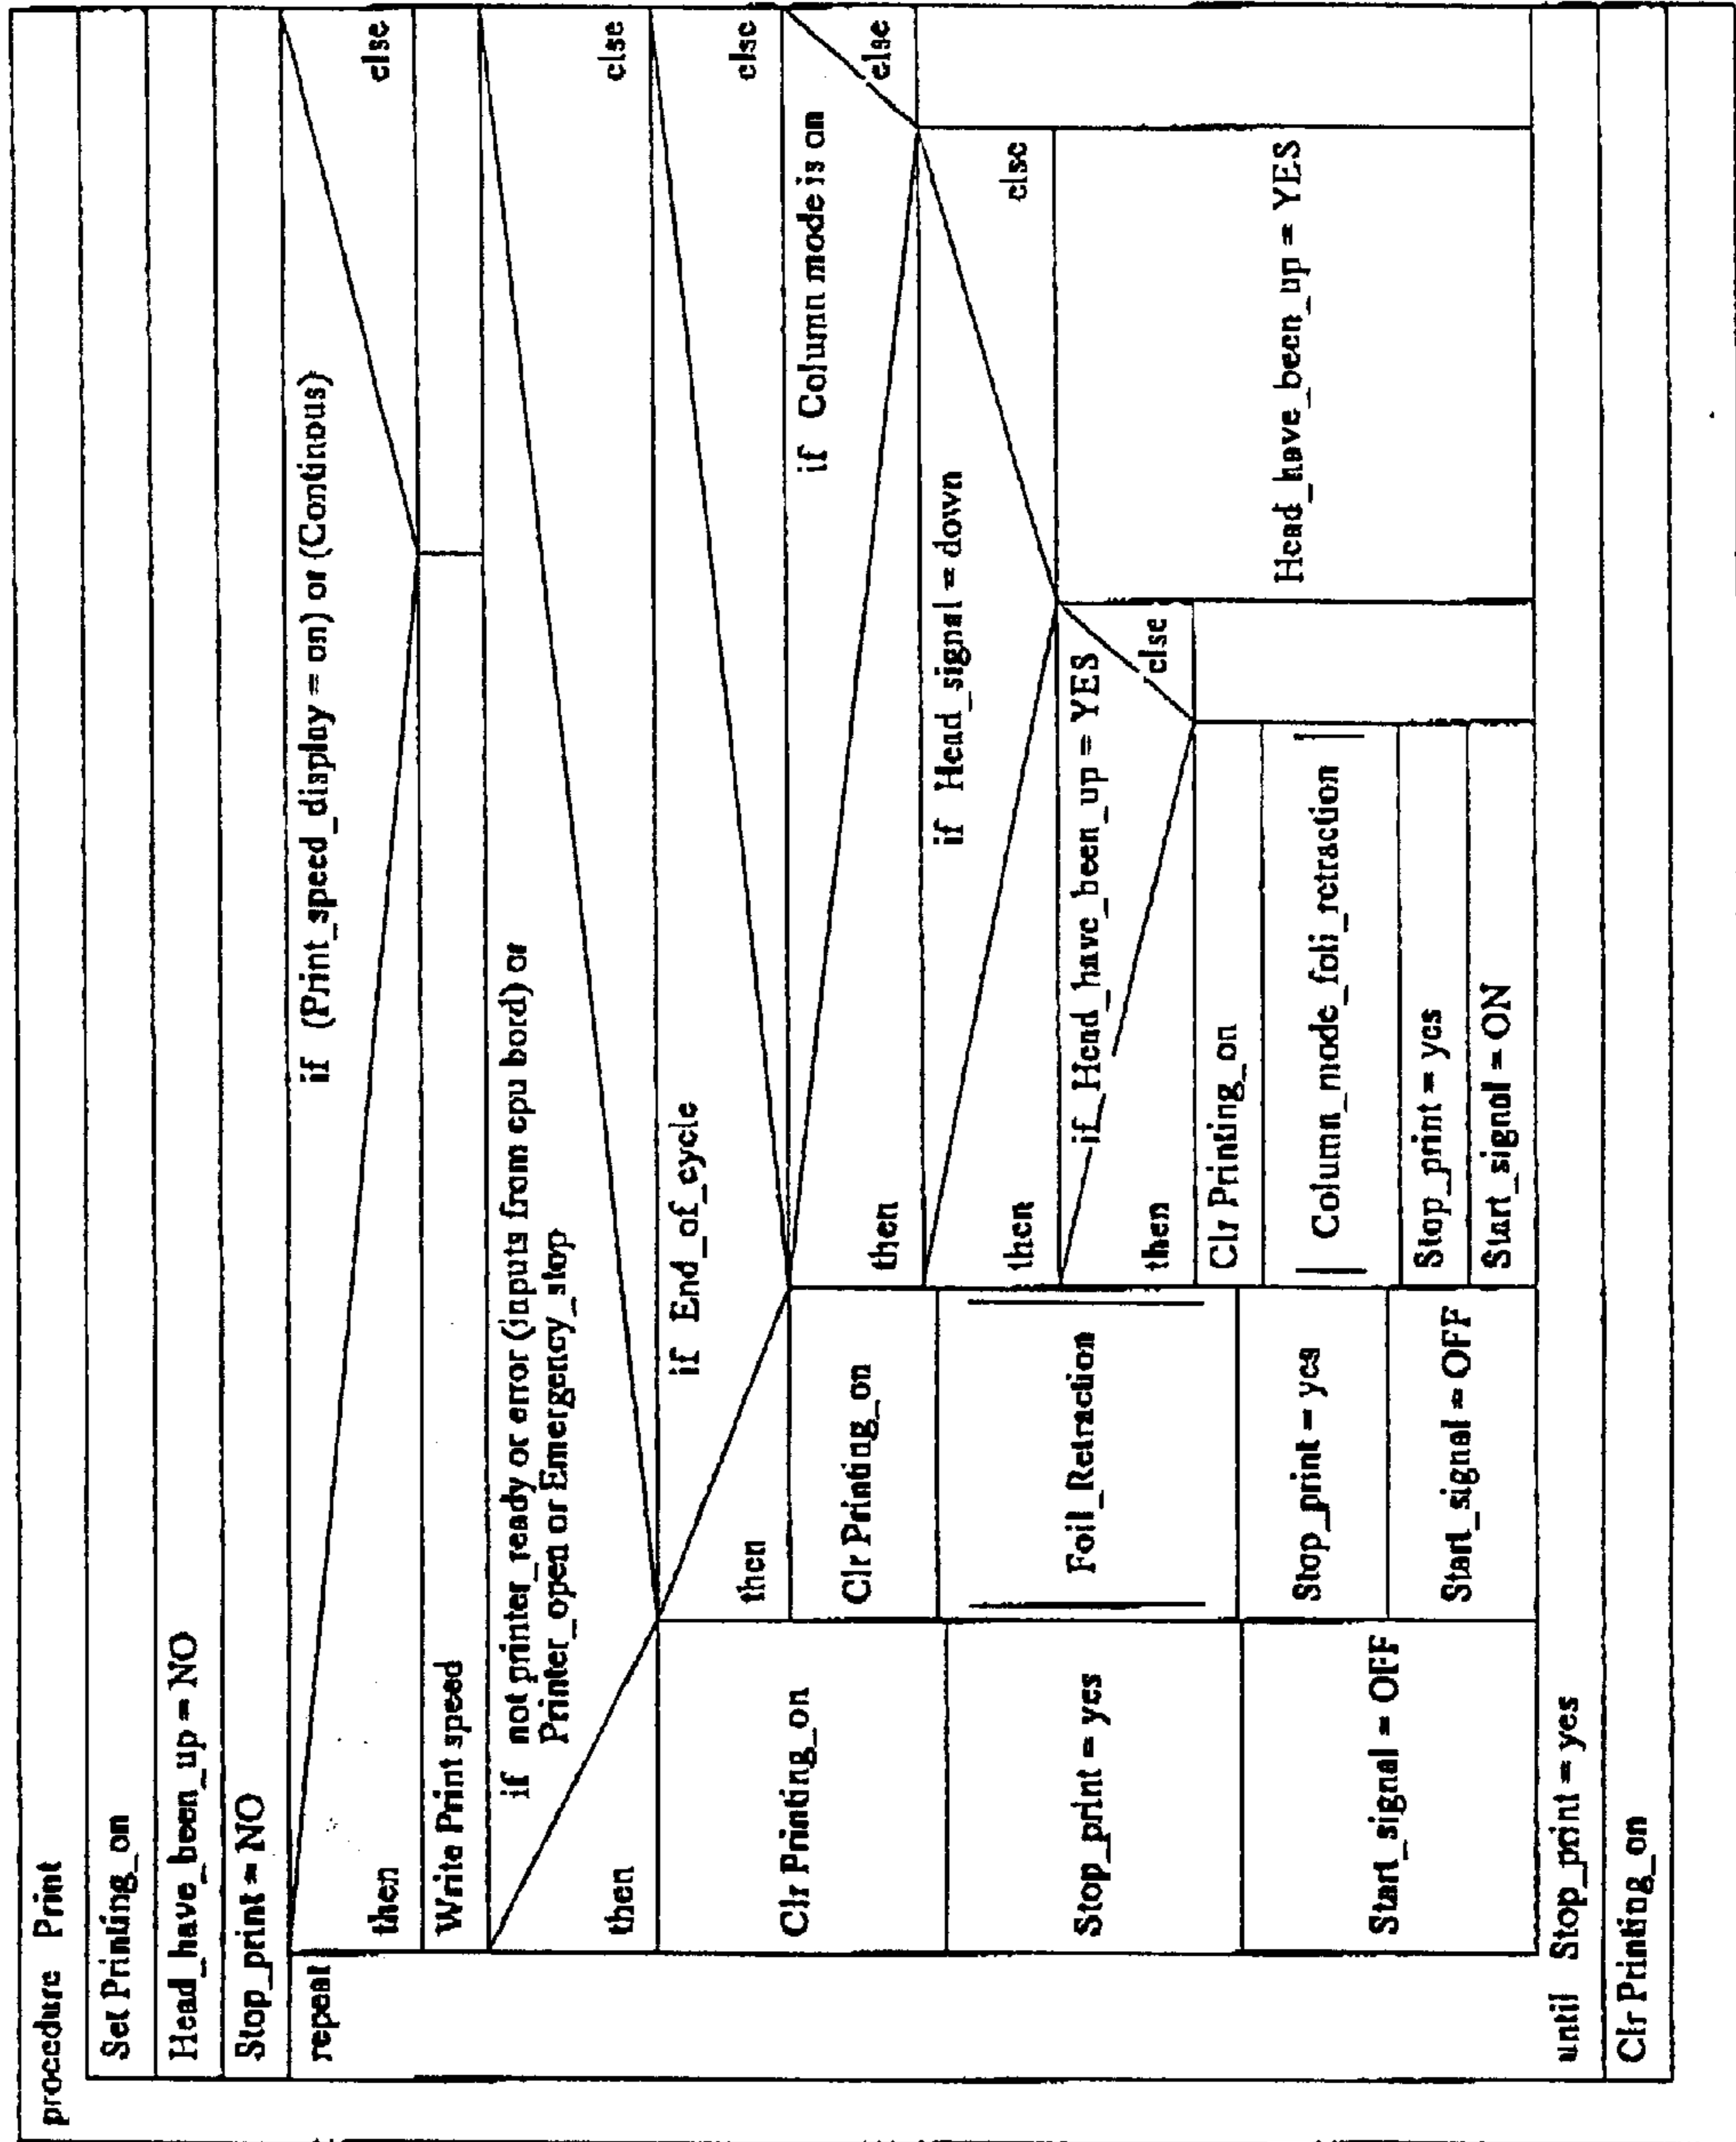 procedure Print
Set Printing_on
Head_have_been_up = NO
Stop_print = NO
repeat
if (Print_speed_display = on) or (Continous)
then
else
Write Print speed
if not printer_ready or error (inputs from cpu bord) or
Printer_open or Emergency_stop
then
else
if End_of_cycle
then
else
if Column mode is on
then
else
if Head_signal = down
then
else
if Head_have_been_up = YES
then
else
Clr Printing_on
Stop_print = yes
Start_signal = OFF
Clr Printing_on
Foil_Retraction
Stop_print = yes
Start_signal = OFF
Clr Printing_on
Column_mode_foli_retraction
Stop_print = yes
Start_signal = ON
Head_have_been_up = YES
until Stop_print = yes
Clr Printing_on